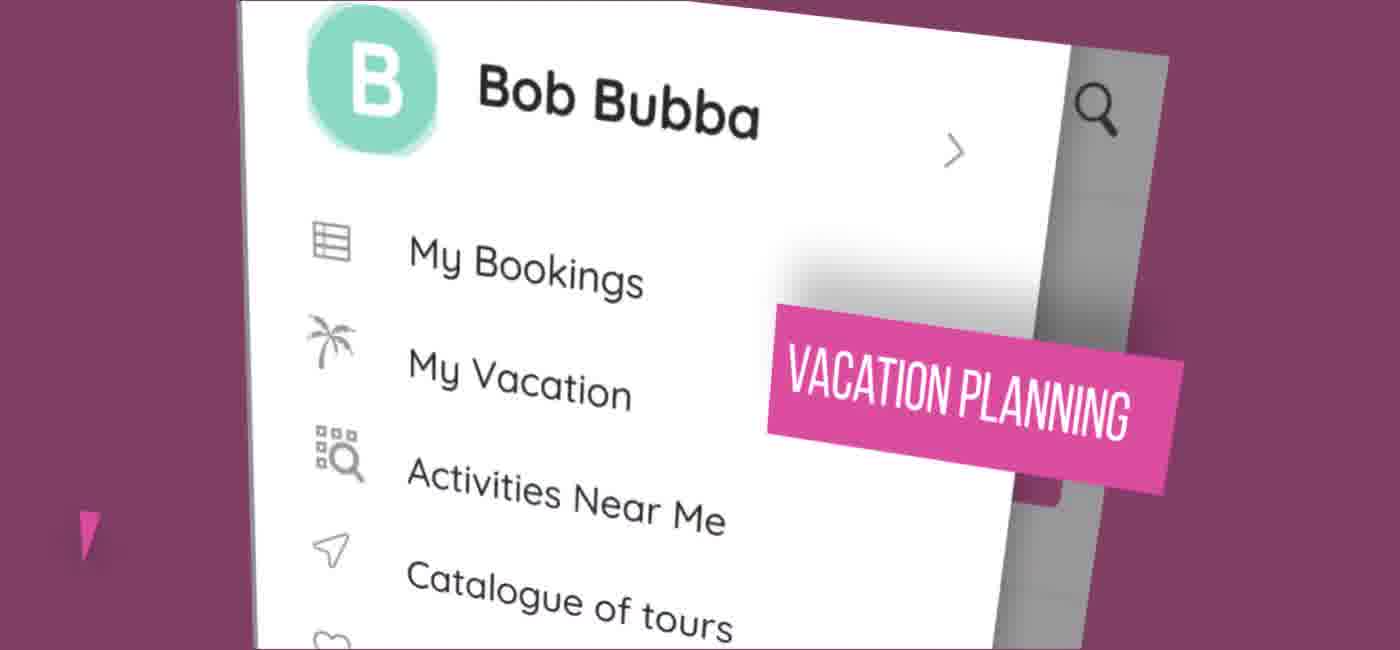 B
Bob Bubba
My Bookings
My Vacation
VACATION PLANNING
Activities Near Me
Catalogue of tours